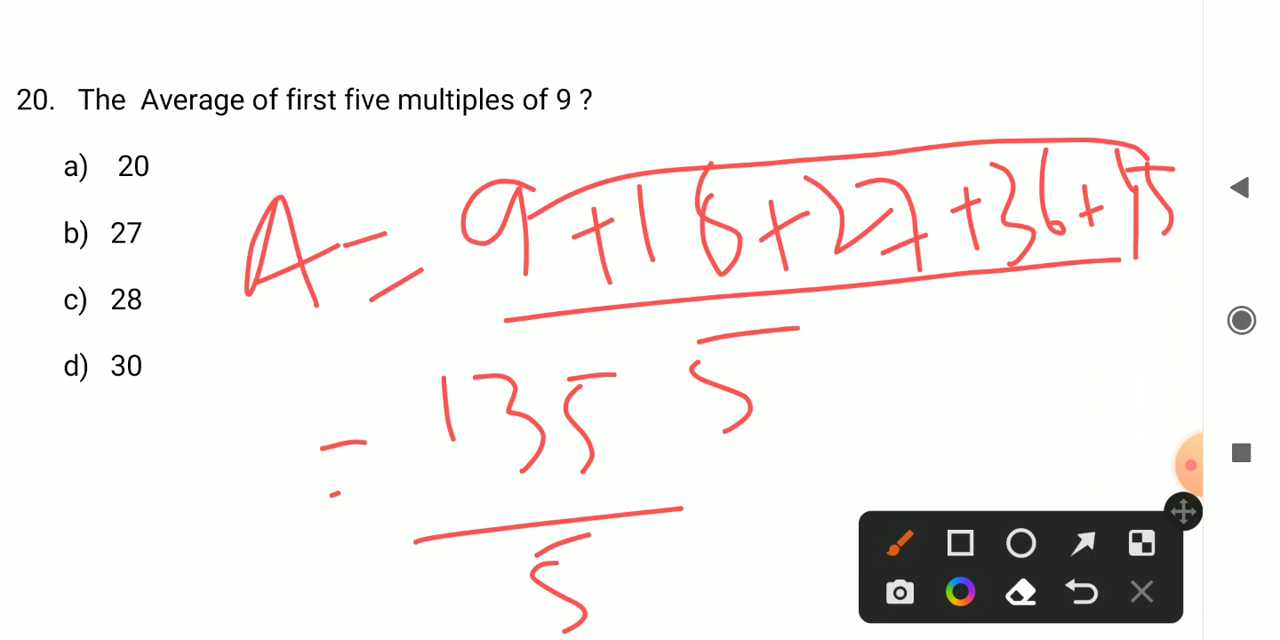 20. The Average of first five multiples of 9 ?
a) 20
b) 27
c) 28
d) 30
A = 9+18+27+36+45
5
= 135
5